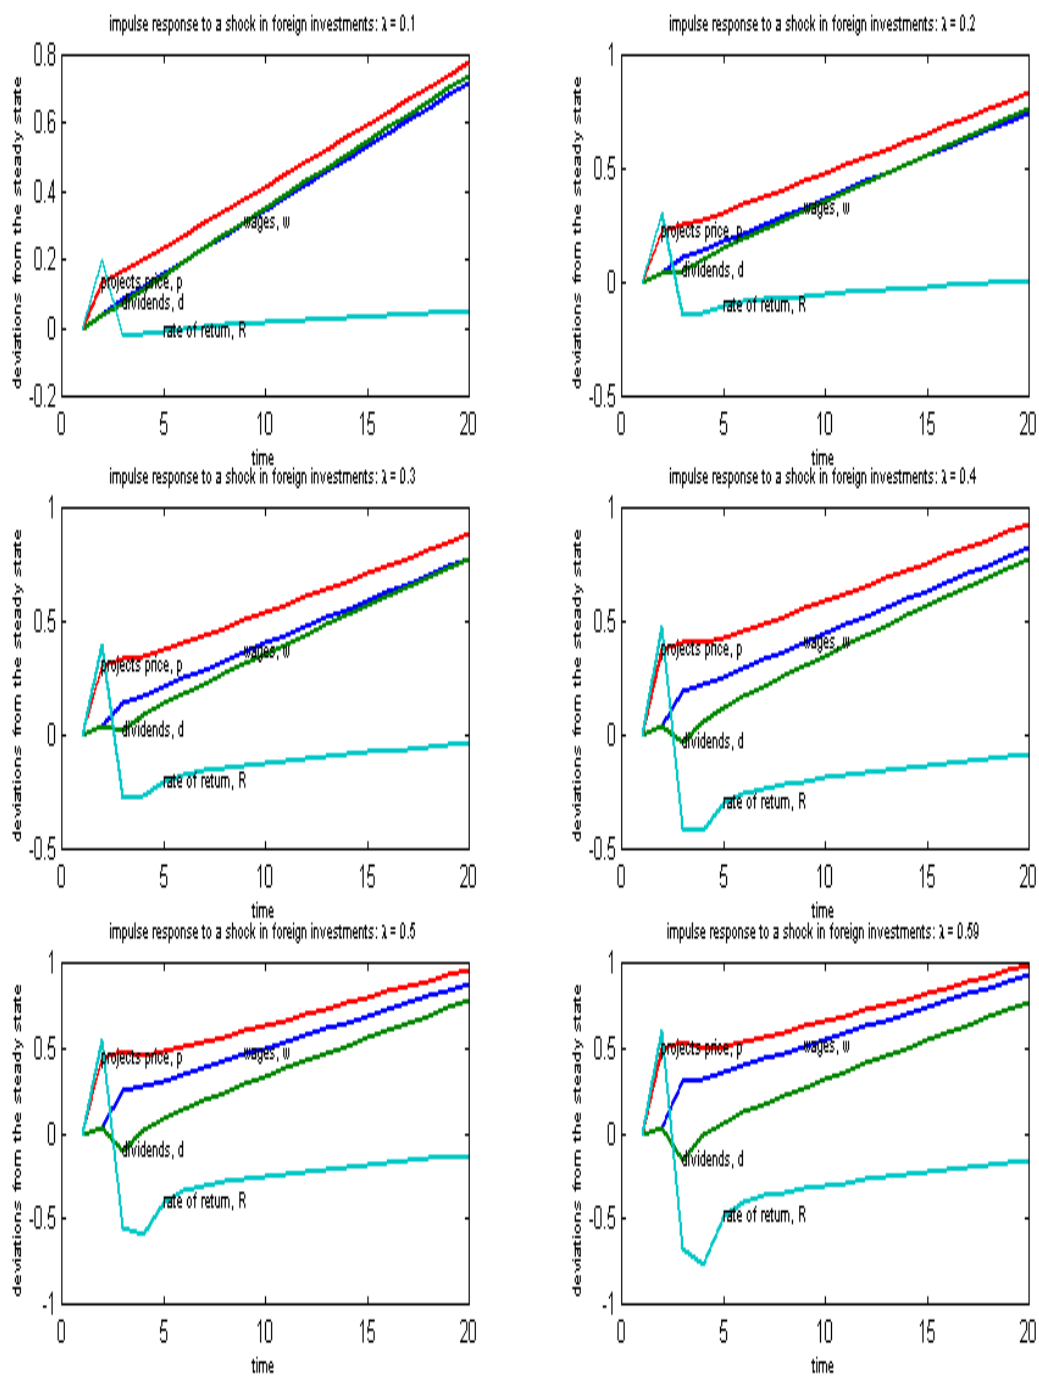 impulse response to a shock in foreign investments: λ = 0.1
deviations from the steady state
0.8
0.6
0.4
0.2
0
-0.2
wages, w
projects price, p
dividends, d
rate of return, R
0 5 10 15 20
time
impulse response to a shock in foreign investments: λ = 0.2
deviations from the steady state
1
0.5
0
-0.5
wages, w
projects price, p
dividends, d
rate of return, R
0 5 10 15 20
time
impulse response to a shock in foreign investments: λ = 0.3
deviations from the steady state
1
0.5
0
-0.5
wages, w
projects price, p
dividends, d
rate of return, R
0 5 10 15 20
time
impulse response to a shock in foreign investments: λ = 0.4
deviations from the steady state
1
0.5
0
-0.5
wages, w
projects price, p
dividends, d
rate of return, R
0 5 10 15 20
time
impulse response to a shock in foreign investments: λ = 0.5
deviations from the steady state
1
0.5
0
-0.5
-1
wages, w
projects price, p
dividends, d
rate of return, R
0 5 10 15 20
time
impulse response to a shock in foreign investments: λ = 0.59
deviations from the steady state
1
0.5
0
-0.5
-1
wages, w
projects price, p
dividends, d
rate of return, R
0 5 10 15 20
time